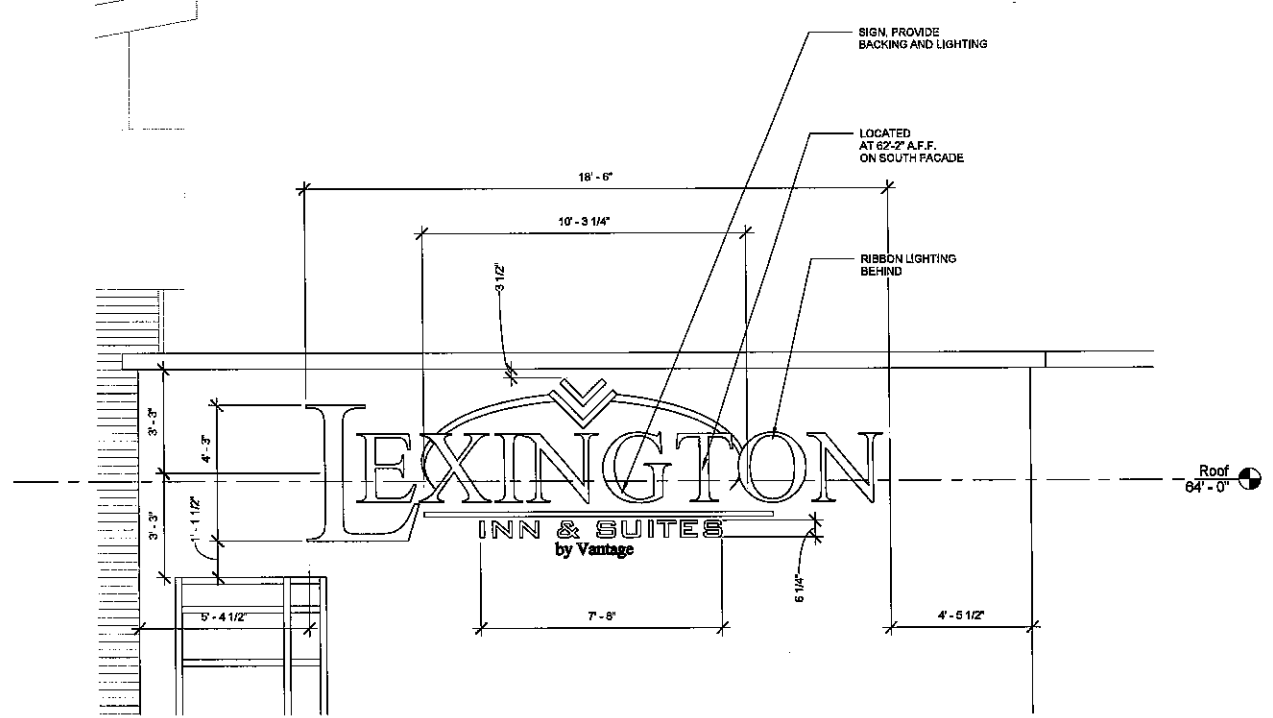 SIGN, PROVIDE
BACKING AND LIGHTING
LOCATED
AT 62'-2" A.F.F.
ON SOUTH FACADE
18' - 6"
10' - 3 1/4"
RIBBON LIGHTING
BEHIND
3 1/2"
3' - 3"
4' - 3"
LEXINGTON
Roof
64' - 0"
3' - 3"
1' - 1 1/2"
INN & SUITES
by Vantage
6 1/4"
5' - 4 1/2"
7' - 8"
4' - 5 1/2"